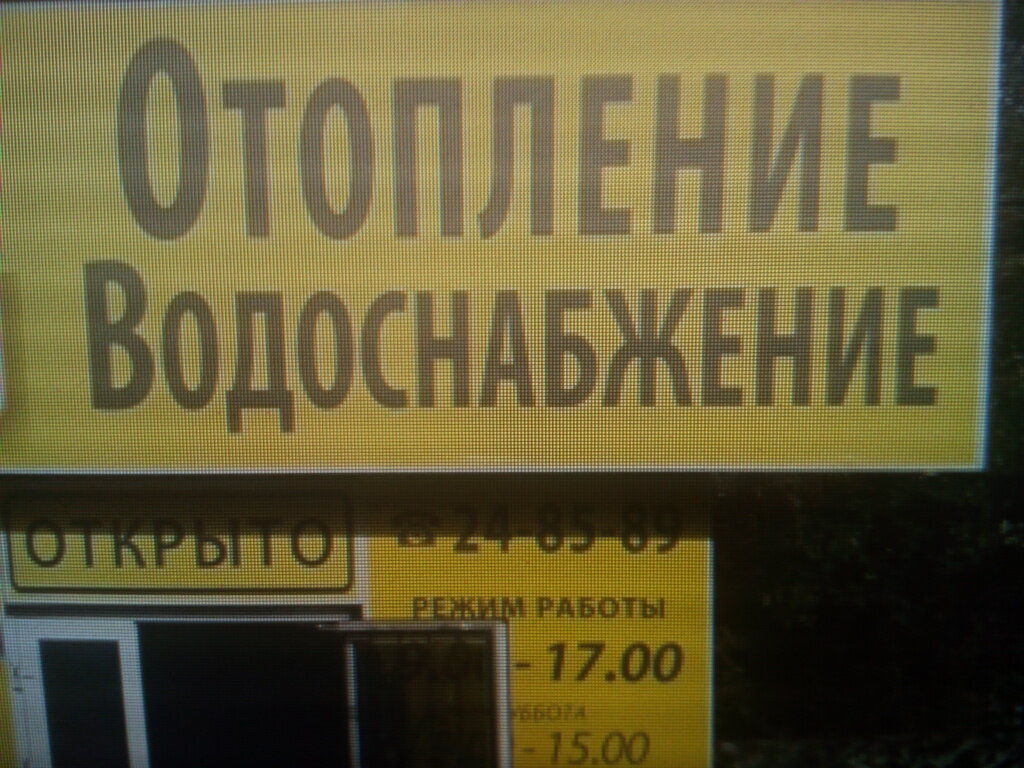 Отопление
Водоснабжение
ОТКРЫТО
☎ 24-85-89
РЕЖИМ РАБОТЫ
- 17.00
- 15.00